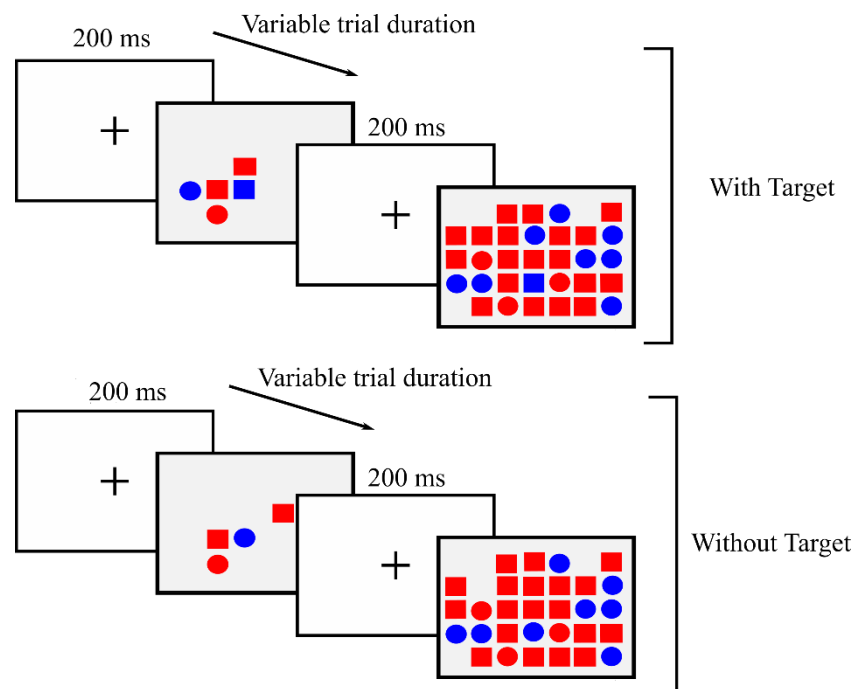 Variable trial duration
200 ms
200 ms
With Target
Variable trial duration
200 ms
200 ms
Without Target